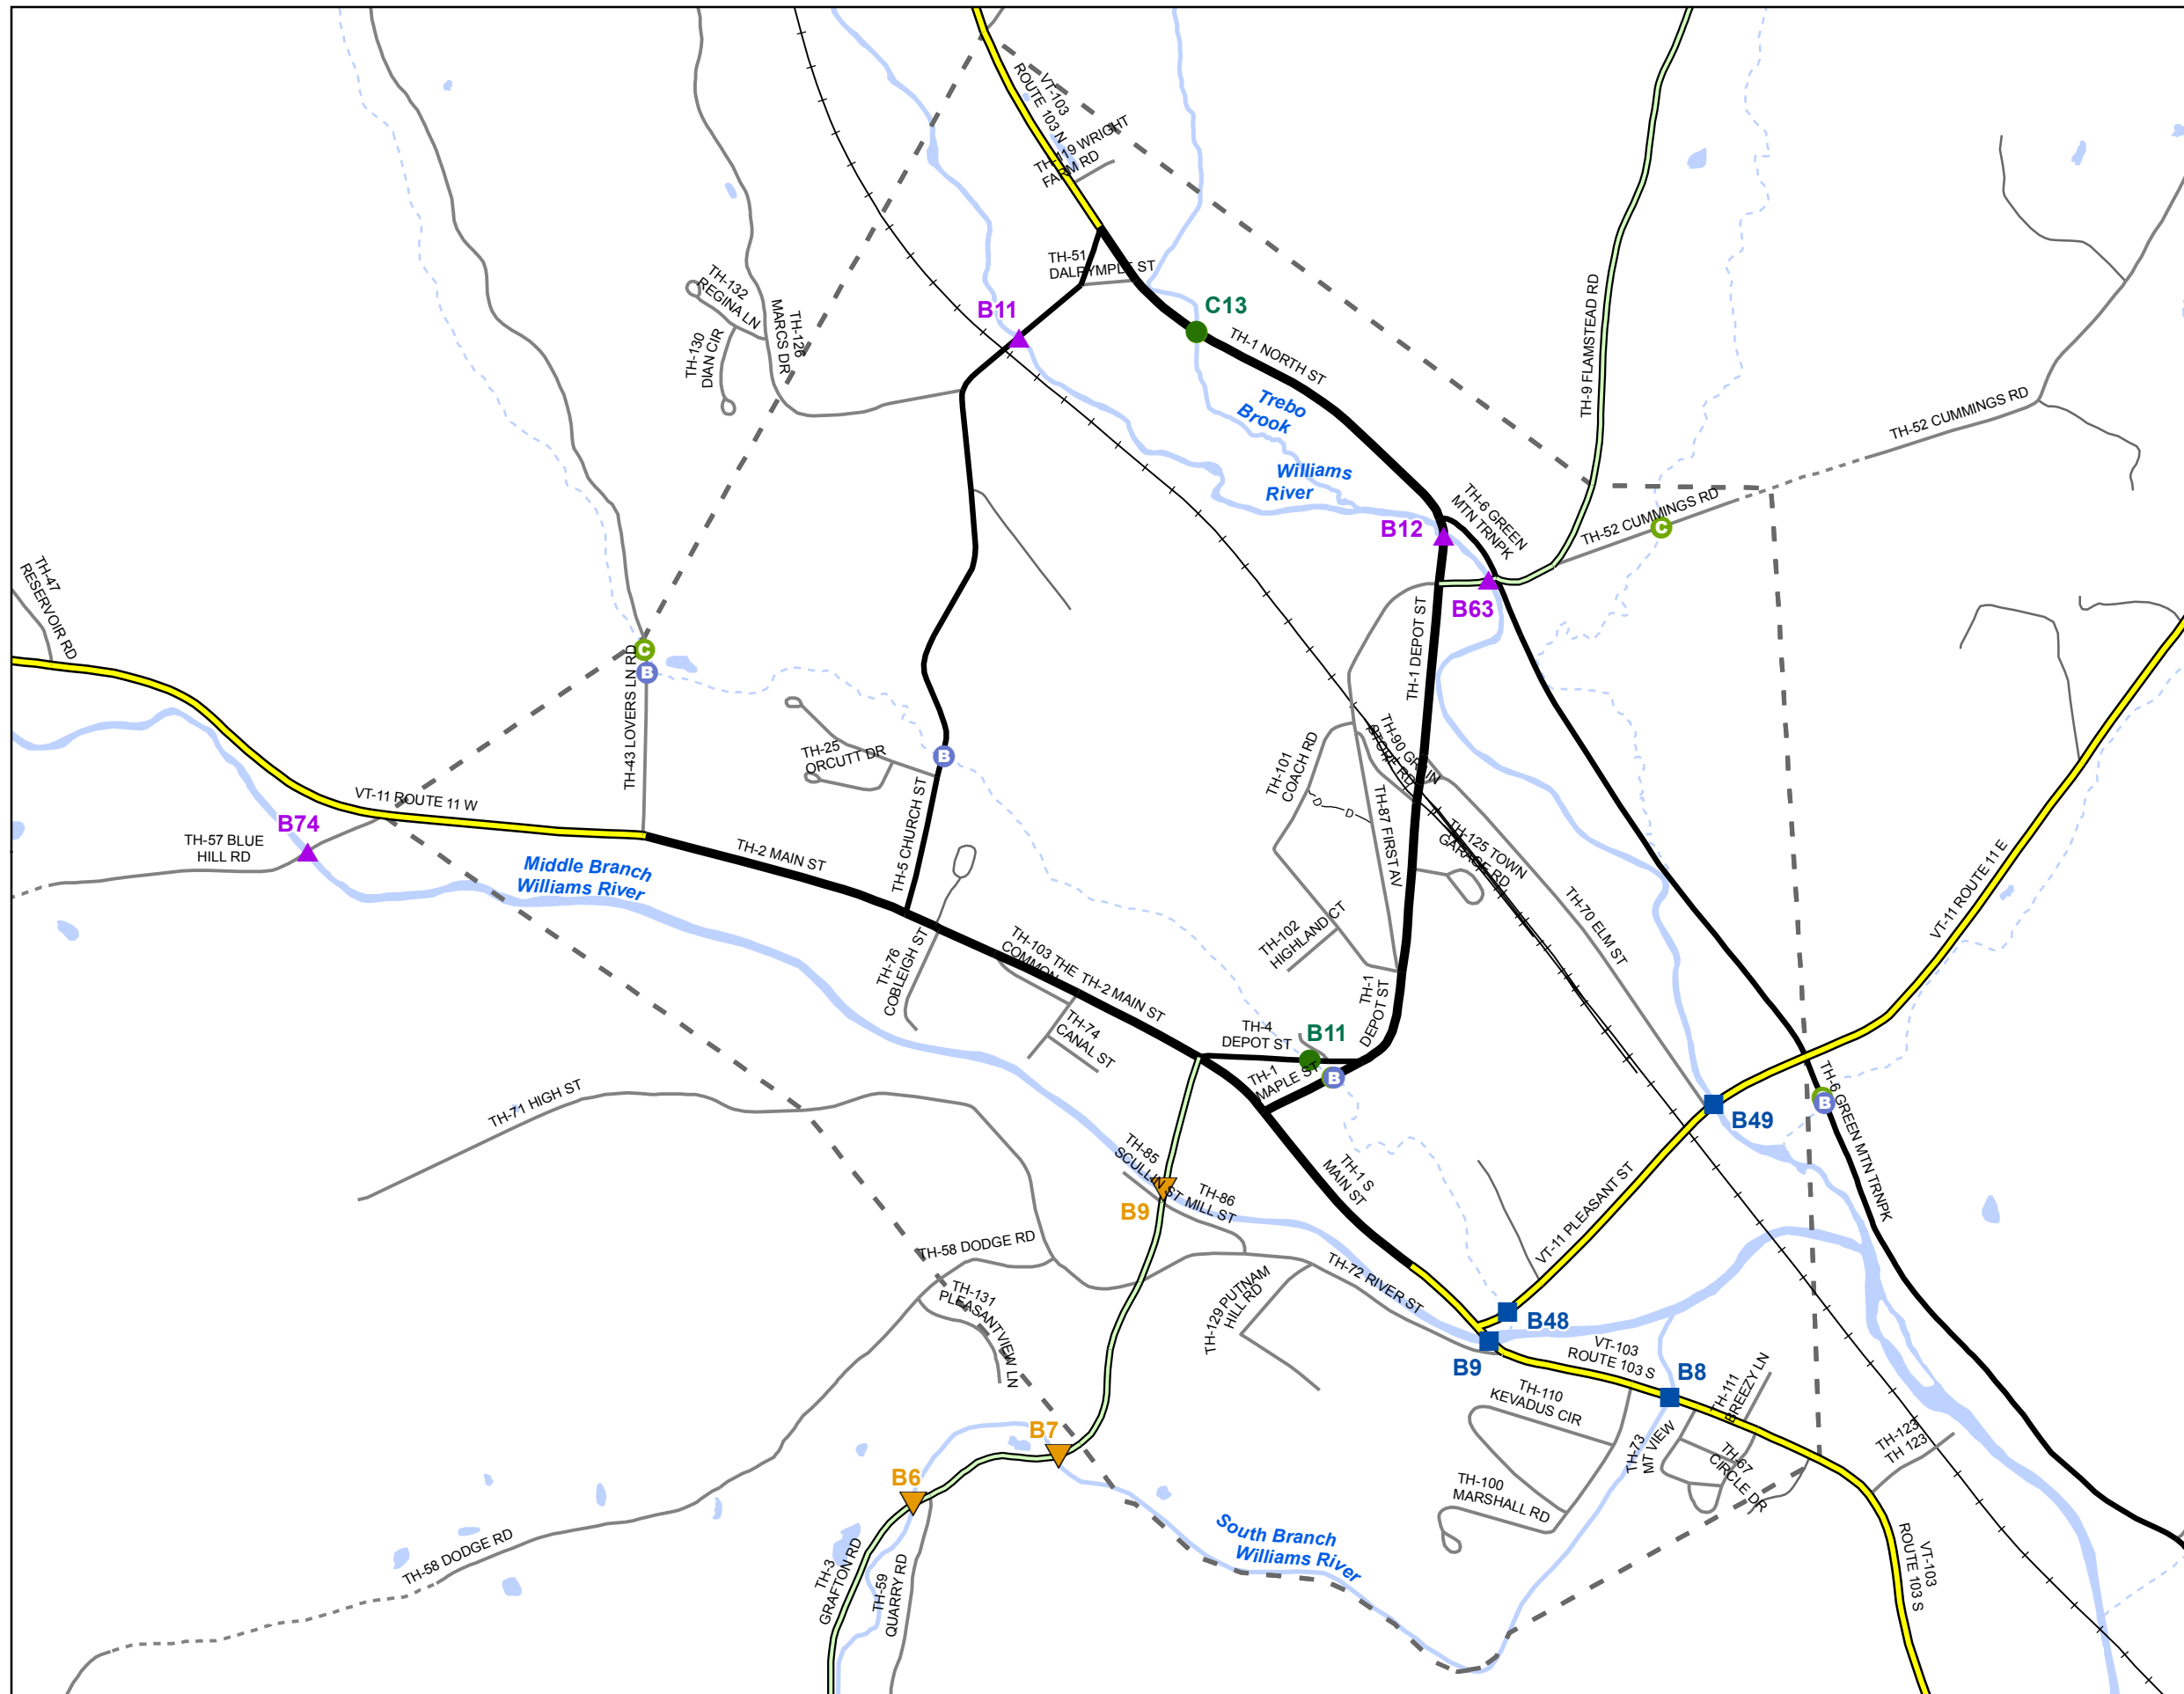 VT-103
ROUTE 103 N
TH-119 WRIGHT
FARM RD
TH-51
DALRYMPLE ST
TH-132
REGINA LN
TH-126
MARCS DR
TH-130
DIAN CIR
B11
C13
TH-1 NORTH ST
TH-9 FLAMSTEAD RD
Trebo
Brook
TH-52 CUMMINGS RD
Williams
River
TH-6 GREEN
MTN TRNPK
TH-52 CUMMINGS RD
C
B12
B63
TH-47
RESERVOIR RD
C
B
TH-43 LOVERS LN RD
TH-1 DEPOT ST
TH-25
ORCUTT DR
B
TH-90 GRAIN
STORE RD
TH-101
COACH RD
D
D
TH-87 FIRST AV
VT-11 ROUTE 11 W
B74
TH-57 BLUE
HILL RD
TH-2 MAIN ST
TH-5 CHURCH ST
TH-125 TOWN
GARAGE RD
Middle Branch
Williams River
TH-70 ELM ST
VT-11 ROUTE 11 E
TH-102
HIGHLAND CT
TH-76
COBLEIGH ST
TH-103 THE
COMMON
TH-2 MAIN ST
TH-1
DEPOT ST
TH-74
CANAL ST
TH-4
DEPOT ST
B11
TH-1
MAPLE ST
B
TH-71 HIGH ST
B49
B
TH-6 GREEN MTN TRNPK
TH-85
SCULLIN ST
TH-86
MILL ST
B9
TH-1 S
MAIN ST
VT-11 PLEASANT ST
TH-58 DODGE RD
TH-131
PLEASANTVIEW LN
TH-129 PUTNAM
HILL RD
TH-72 RIVER ST
B48
B9
VT-103
ROUTE 103 S
B8
TH-110
KEVADUS CIR
TH-111
BREEZY LN
TH-73
MT VIEW
TH-67
CIRCLE DR
TH-123
TH 123
B7
B6
TH-100
MARSHALL RD
South Branch
Williams River
TH-58 DODGE RD
TH-3
GRAFTON RD
TH-59
QUARRY RD
VT-103
ROUTE 103 S